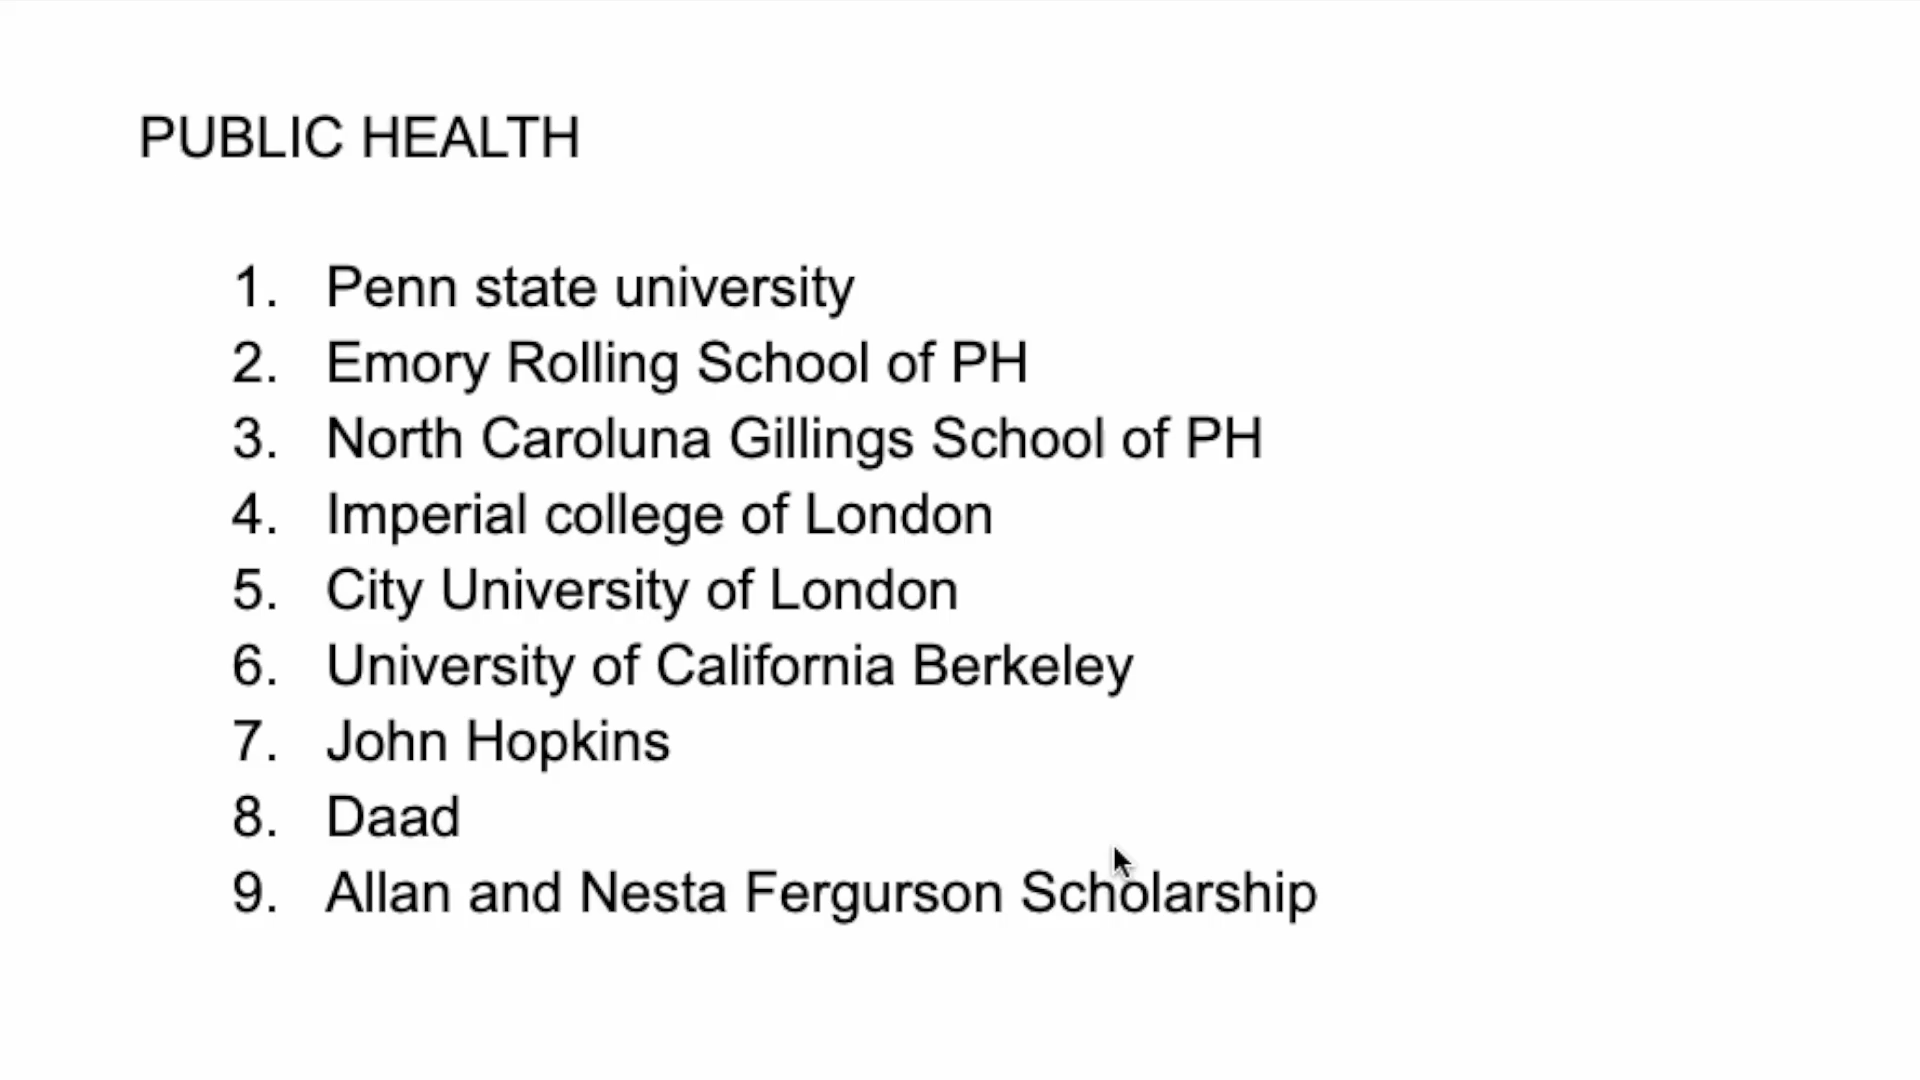 PUBLIC HEALTH
1. Penn state university
2. Emory Rolling School of PH
3. North Caroluna Gillings School of PH
4. Imperial college of London
5. City University of London
6. University of California Berkeley
7. John Hopkins
8. Daad
9. Allan and Nesta Fergurson Scholarship